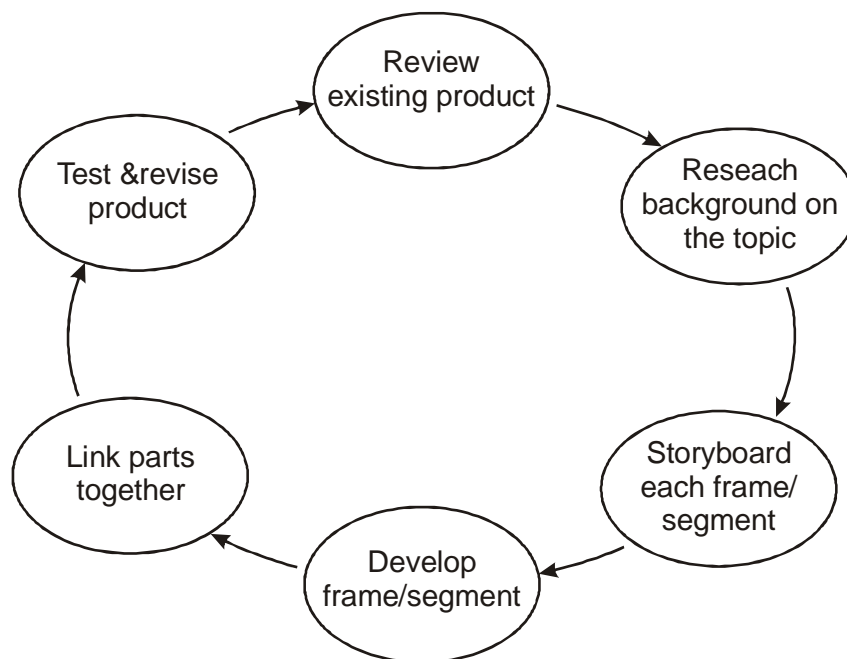 Review
existing product
Reseach
background on
the topic
Storyboard
each frame/
segment
Develop
frame/segment
Link parts
together
Test &revise
product